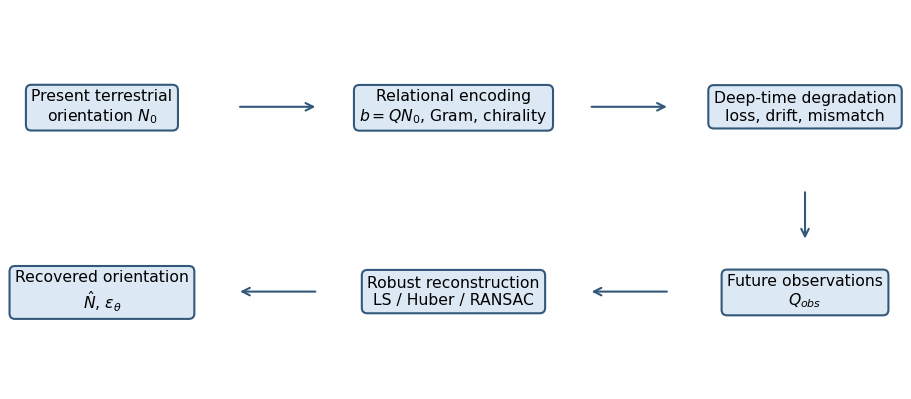 Present terrestrial
orientation N₀
Relational encoding
b = QN₀, Gram, chirality
Deep-time degradation
loss, drift, mismatch
Future observations
Q_obs
Robust reconstruction
LS / Huber / RANSAC
Recovered orientation
N̂, ε_θ